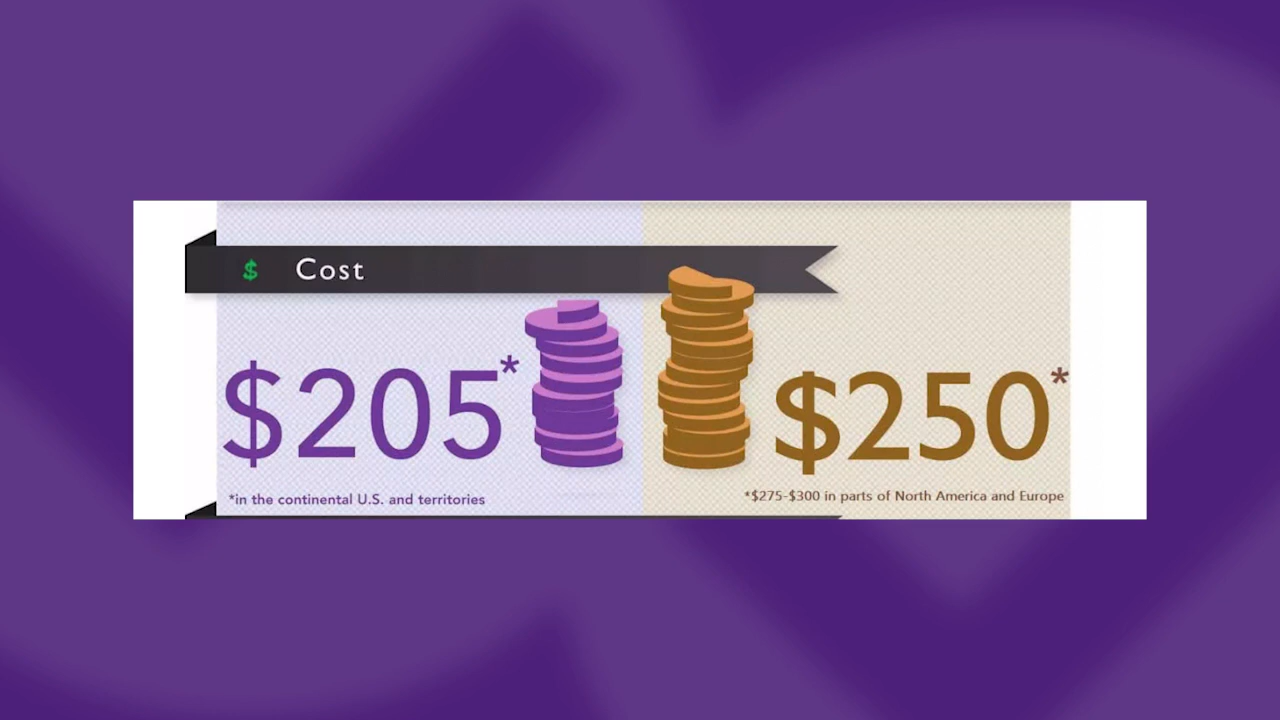 $ Cost
$205*
$250*
*in the continental U.S. and territories
*$275-$300 in parts of North America and Europe